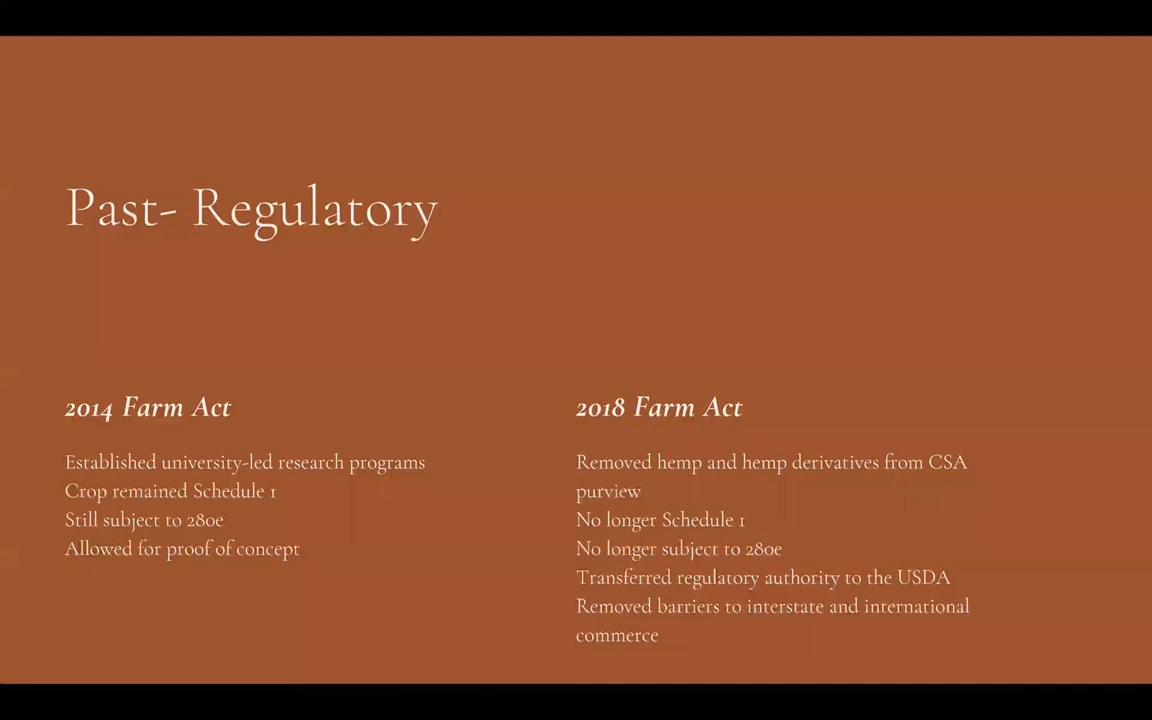 Past- Regulatory
2014 Farm Act
Established university-led research programs
Crop remained Schedule 1
Still subject to 280e
Allowed for proof of concept
2018 Farm Act
Removed hemp and hemp derivatives from CSA
purview
No longer Schedule 1
No longer subject to 280e
Transferred regulatory authority to the USDA
Removed barriers to interstate and international
commerce